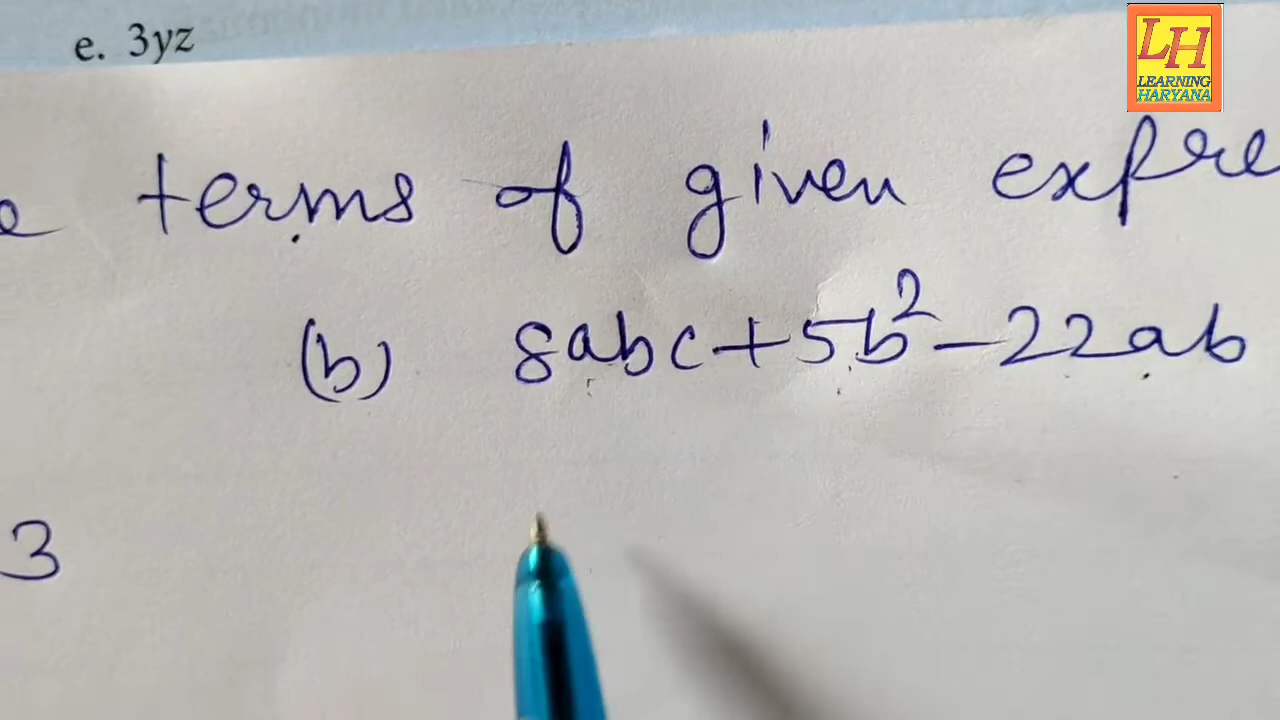 e. 3yz
LH
LEARNING
HARYANA
terms of given expre
(b) 8abc+5b²-22ab
3